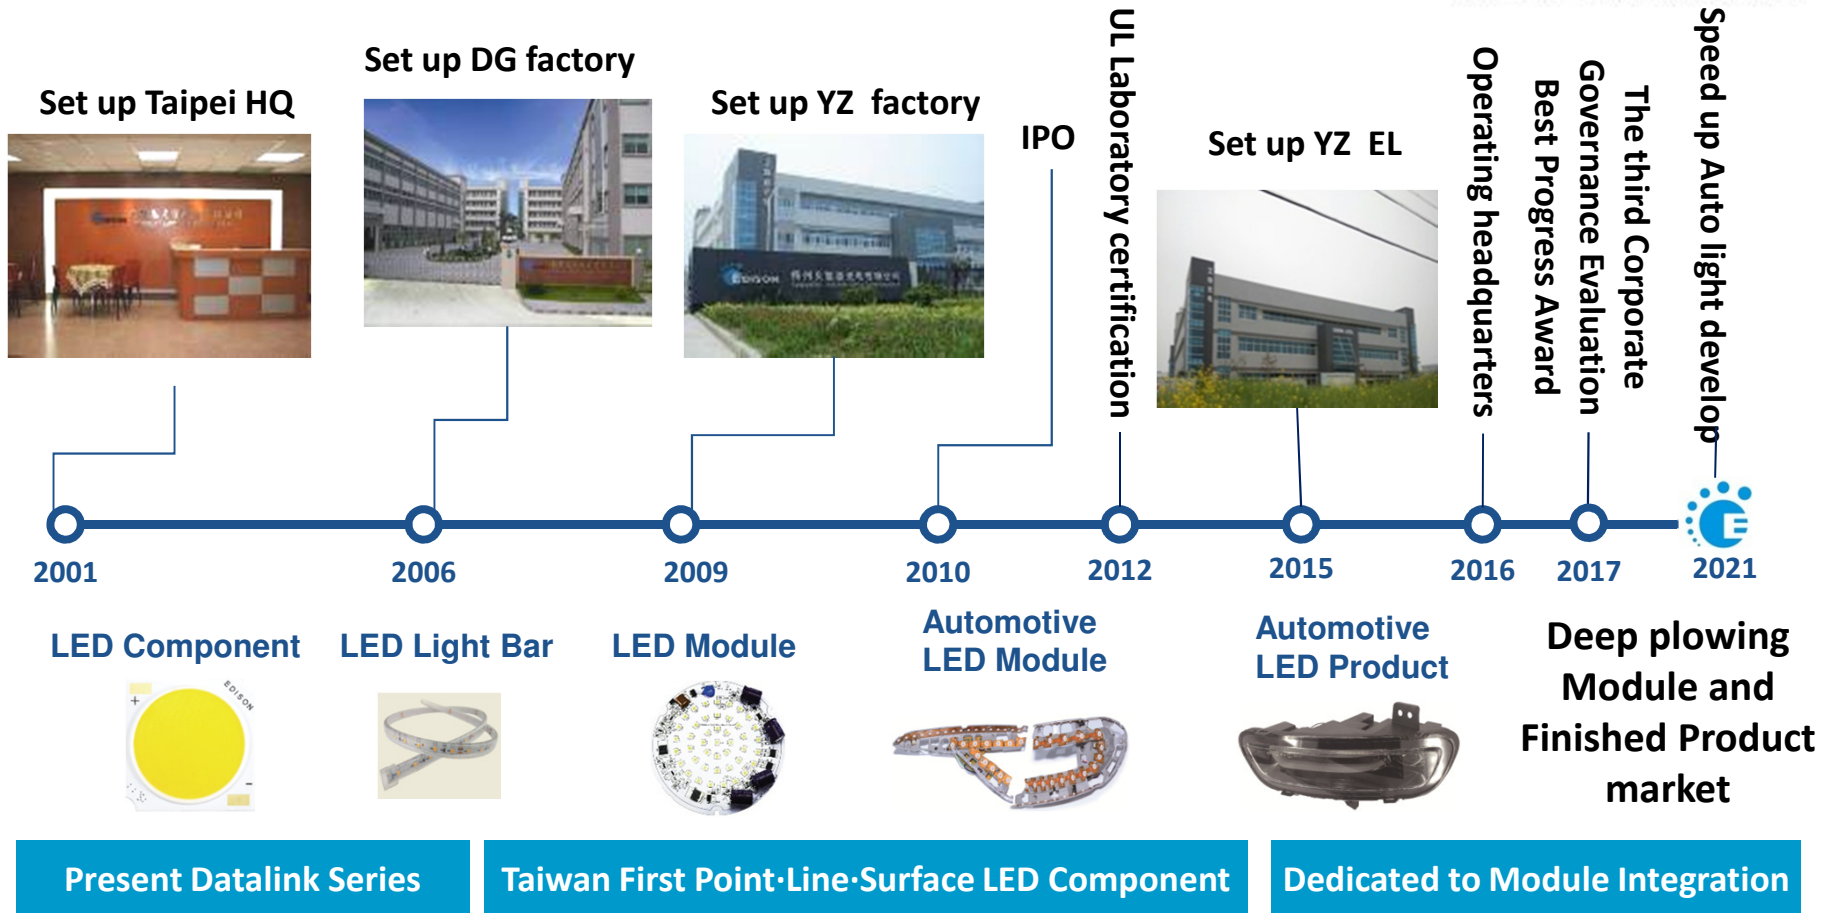 Set up Taipei HQ
Set up DG factory
Set up YZ factory
IPO
UL Laboratory certification
Set up YZ EL
Operating headquarters
The third Corporate
Governance Evaluation
Best Progress Award
Speed up Auto light develop
EDISON
E
2001
2006
2009
2010
2012
2015
2016
2017
2021
LED Component
LED Light Bar
LED Module
Automotive
LED Module
Automotive
LED Product
Deep plowing
Module and
Finished Product
market
EDISON
+
-
Present Datalink Series
Taiwan First Point·Line·Surface LED Component
Dedicated to Module Integration